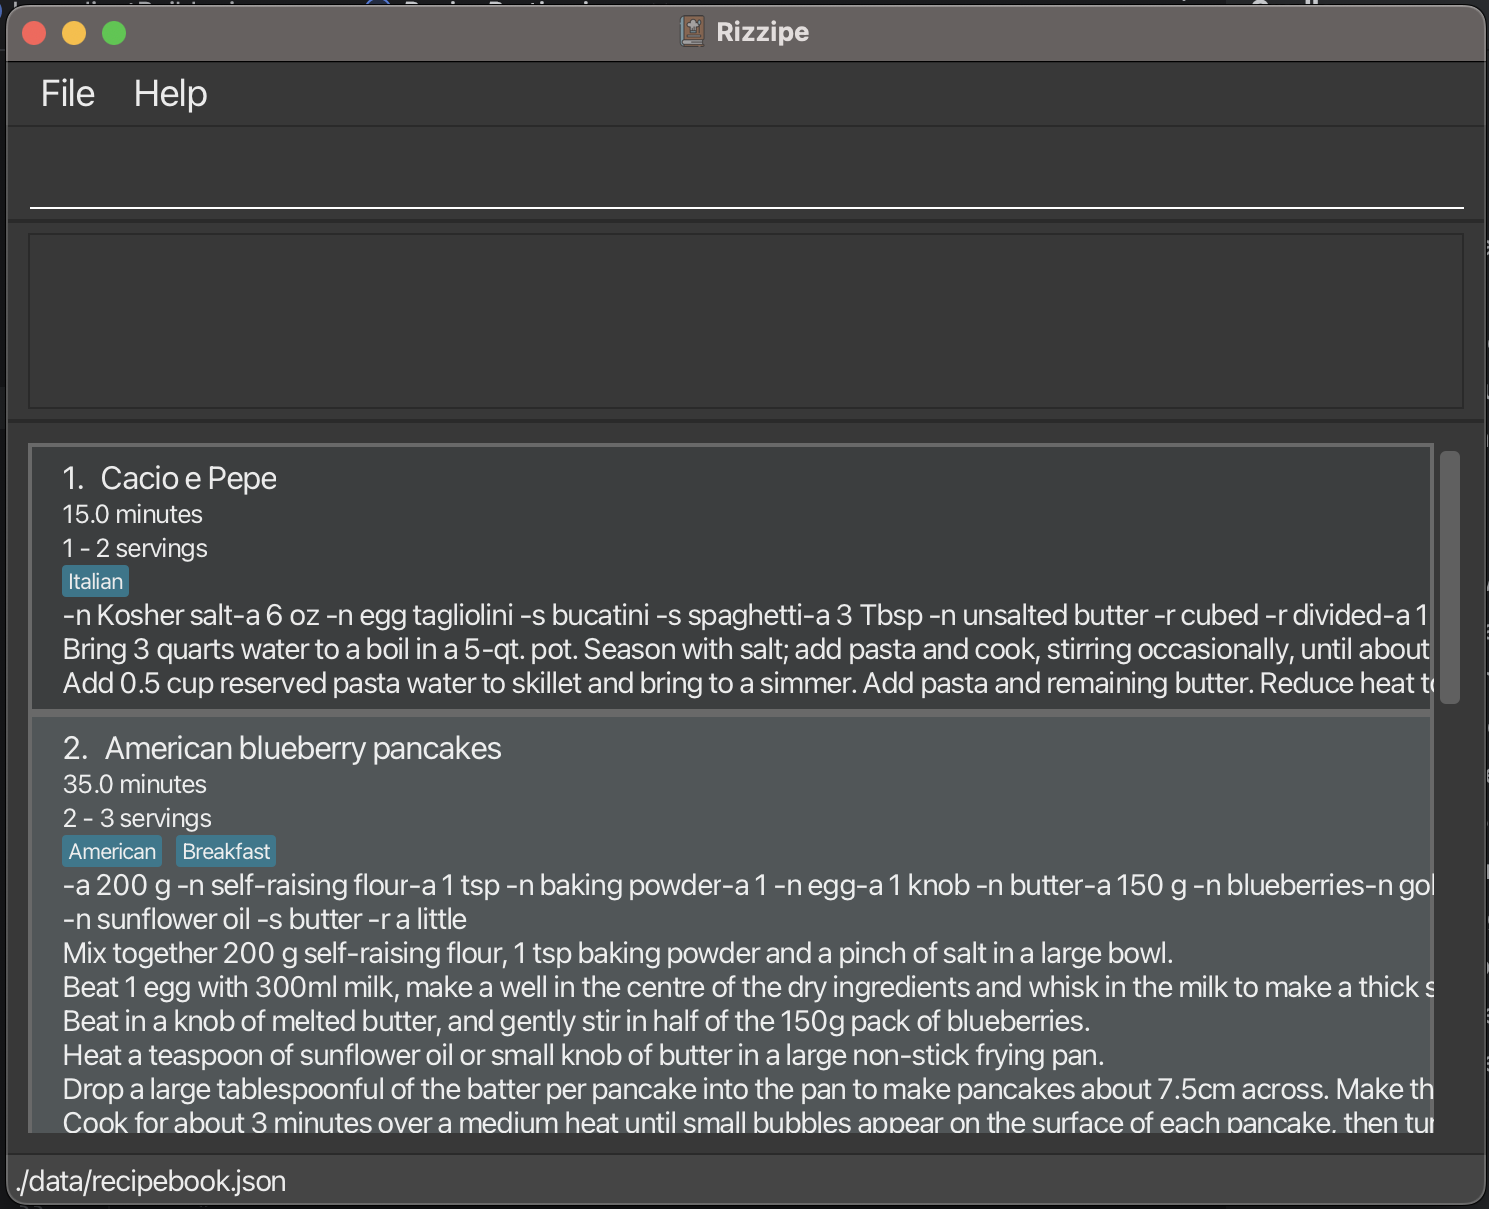 Rizzipe
File Help
1. Cacio e Pepe
15.0 minutes
1 - 2 servings
Italian
-n Kosher salt-a 6 oz -n egg tagliolini -s bucatini -s spaghetti-a 3 Tbsp -n unsalted butter -r cubed -r divided-a 1
Bring 3 quarts water to a boil in a 5-qt. pot. Season with salt; add pasta and cook, stirring occasionally, until about
Add 0.5 cup reserved pasta water to skillet and bring to a simmer. Add pasta and remaining butter. Reduce heat
2. American blueberry pancakes
35.0 minutes
2 - 3 servings
American Breakfast
-a 200 g -n self-raising flour-a 1 tsp -n baking powder-a 1 -n egg-a 1 knob -n butter-a 150 g -n blueberries-n
-n sunflower oil -s butter -r a little
Mix together 200 g self-raising flour, 1 tsp baking powder and a pinch of salt in a large bowl.
Beat 1 egg with 300ml milk, make a well in the centre of the dry ingredients and whisk in the milk to make a thick
Beat in a knob of melted butter, and gently stir in half of the 150g pack of blueberries.
Heat a teaspoon of sunflower oil or small knob of butter in a large non-stick frying pan.
Drop a large tablespoonful of the batter per pancake into the pan to make pancakes about 7.5cm across. Make
Cook for about 3 minutes over a medium heat until small bubbles appear on the surface of each pancake, then
./data/recipebook.json